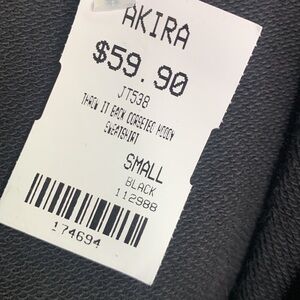 AKIRA
$59.90
JT538
THROW IT BACK CORSETED HOODY
SWEATSHIRT
SMALL
BLACK
112988
174694